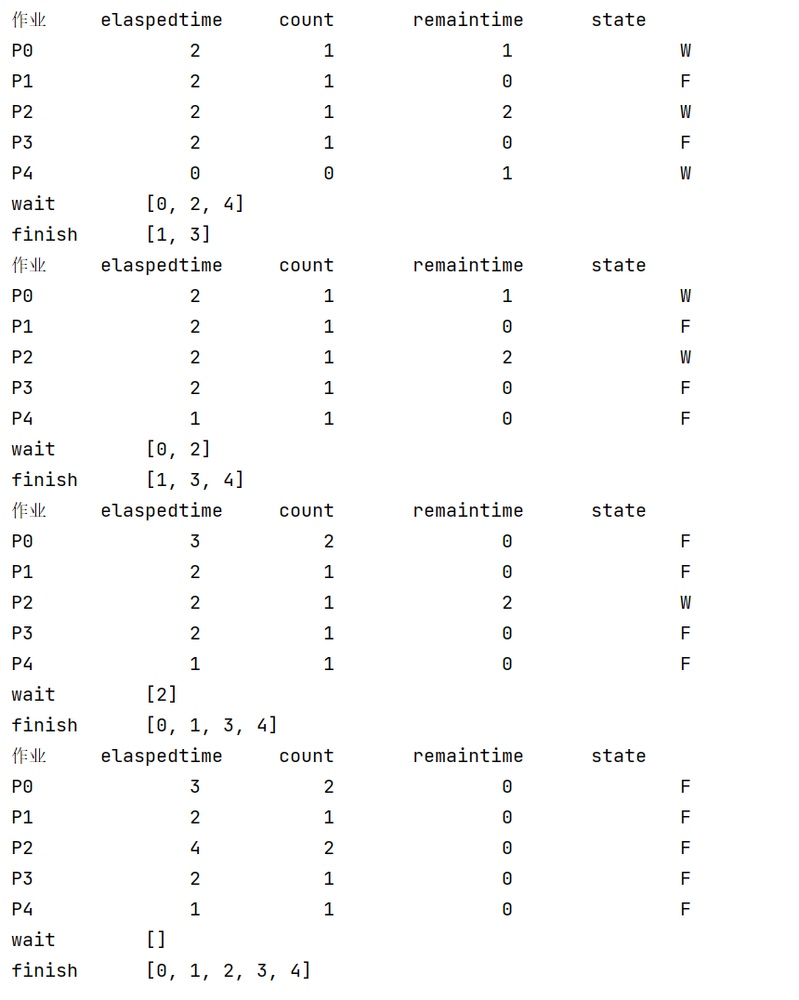 作业 elaspedtime count remaintime state
P0 2 1 1 W
P1 2 1 0 F
P2 2 1 2 W
P3 2 1 0 F
P4 0 0 1 W
wait [0, 2, 4]
finish [1, 3]
作业 elaspedtime count remaintime state
P0 2 1 1 W
P1 2 1 0 F
P2 2 1 2 W
P3 2 1 0 F
P4 1 1 0 F
wait [0, 2]
finish [1, 3, 4]
作业 elaspedtime count remaintime state
P0 3 2 0 F
P1 2 1 0 F
P2 2 1 2 W
P3 2 1 0 F
P4 1 1 0 F
wait [2]
finish [0, 1, 3, 4]
作业 elaspedtime count remaintime state
P0 3 2 0 F
P1 2 1 0 F
P2 4 2 0 F
P3 2 1 0 F
P4 1 1 0 F
wait []
finish [0, 1, 2, 3, 4]